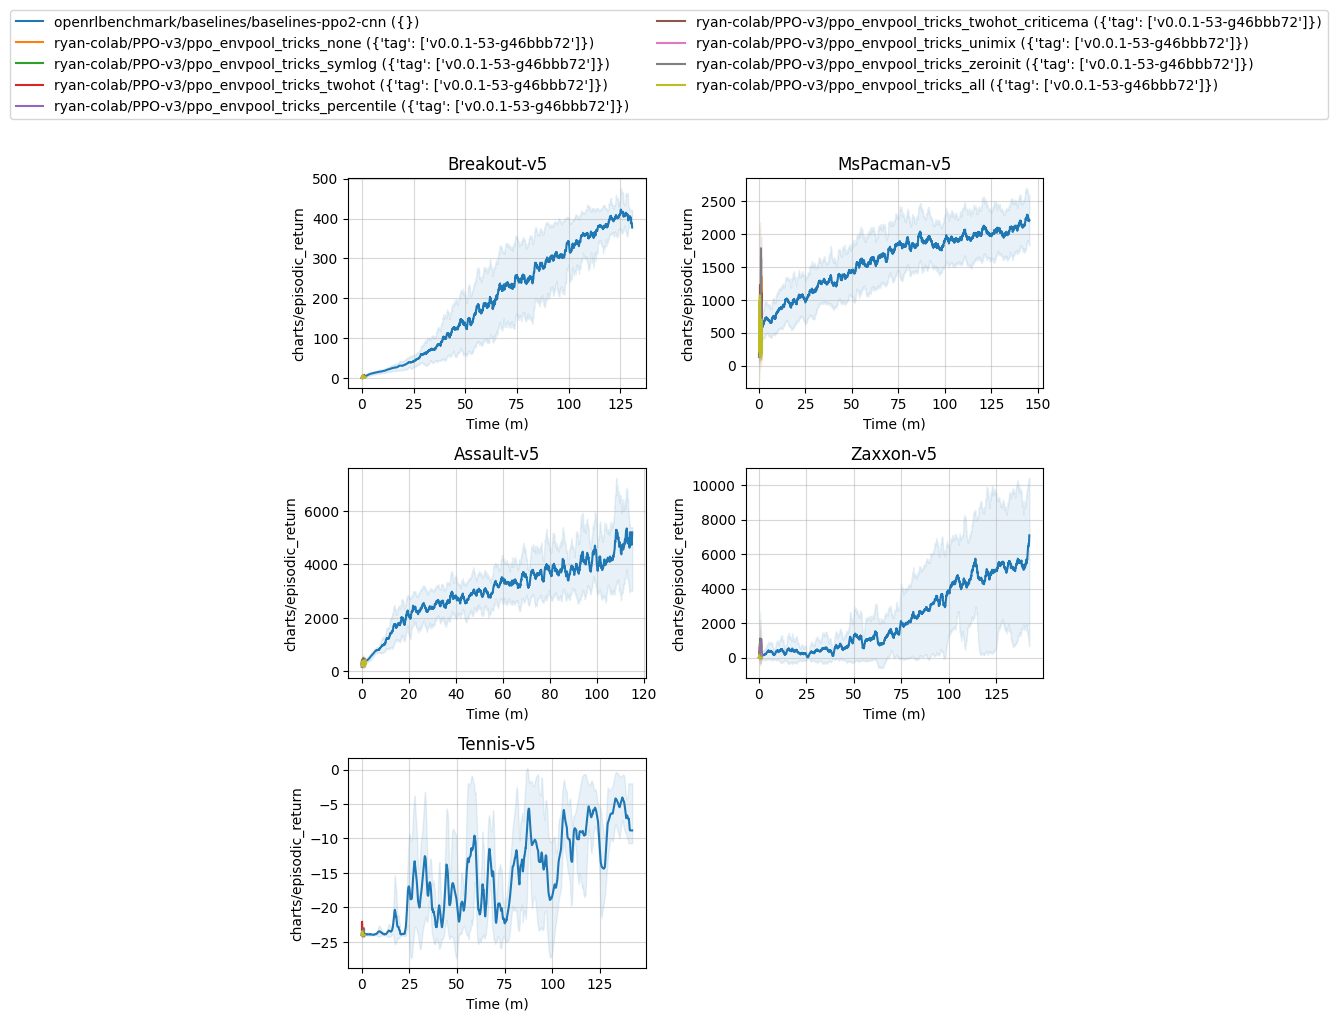 openrlbenchmark/baselines/baselines-ppo2-cnn ({})
ryan-colab/PPO-v3/ppo_envpool_tricks_none ({'tag': ['v0.0.1-53-g46bbb72']})
ryan-colab/PPO-v3/ppo_envpool_tricks_symlog ({'tag': ['v0.0.1-53-g46bbb72']})
ryan-colab/PPO-v3/ppo_envpool_tricks_twohot ({'tag': ['v0.0.1-53-g46bbb72']})
ryan-colab/PPO-v3/ppo_envpool_tricks_percentile ({'tag': ['v0.0.1-53-g46bbb72']})
ryan-colab/PPO-v3/ppo_envpool_tricks_twohot_criticema ({'tag': ['v0.0.1-53-g46bbb72']})
ryan-colab/PPO-v3/ppo_envpool_tricks_unimix ({'tag': ['v0.0.1-53-g46bbb72']})
ryan-colab/PPO-v3/ppo_envpool_tricks_zeroinit ({'tag': ['v0.0.1-53-g46bbb72']})
ryan-colab/PPO-v3/ppo_envpool_tricks_all ({'tag': ['v0.0.1-53-g46bbb72']})
Breakout-v5
charts/episodic_return
500
400
300
200
100
0
0 25 50 75 100 125
Time (m)
MsPacman-v5
charts/episodic_return
2500
2000
1500
1000
500
0
0 25 50 75 100 125 150
Time (m)
Assault-v5
charts/episodic_return
6000
4000
2000
0
0 20 40 60 80 100 120
Time (m)
Zaxxon-v5
charts/episodic_return
10000
8000
6000
4000
2000
0
0 25 50 75 100 125
Time (m)
Tennis-v5
charts/episodic_return
0
−5
−10
−15
−20
−25
0 25 50 75 100 125
Time (m)